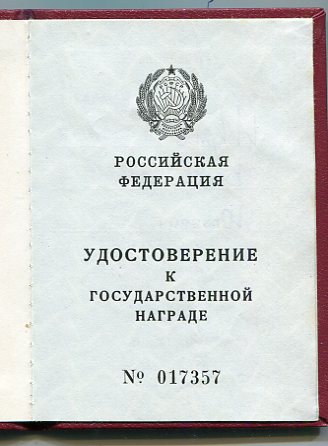 РОССИЙСКАЯ
ФЕДЕРАЦИЯ
УДОСТОВЕРЕНИЕ
К
ГОСУДАРСТВЕННОЙ
НАГРАДЕ
№ 017357